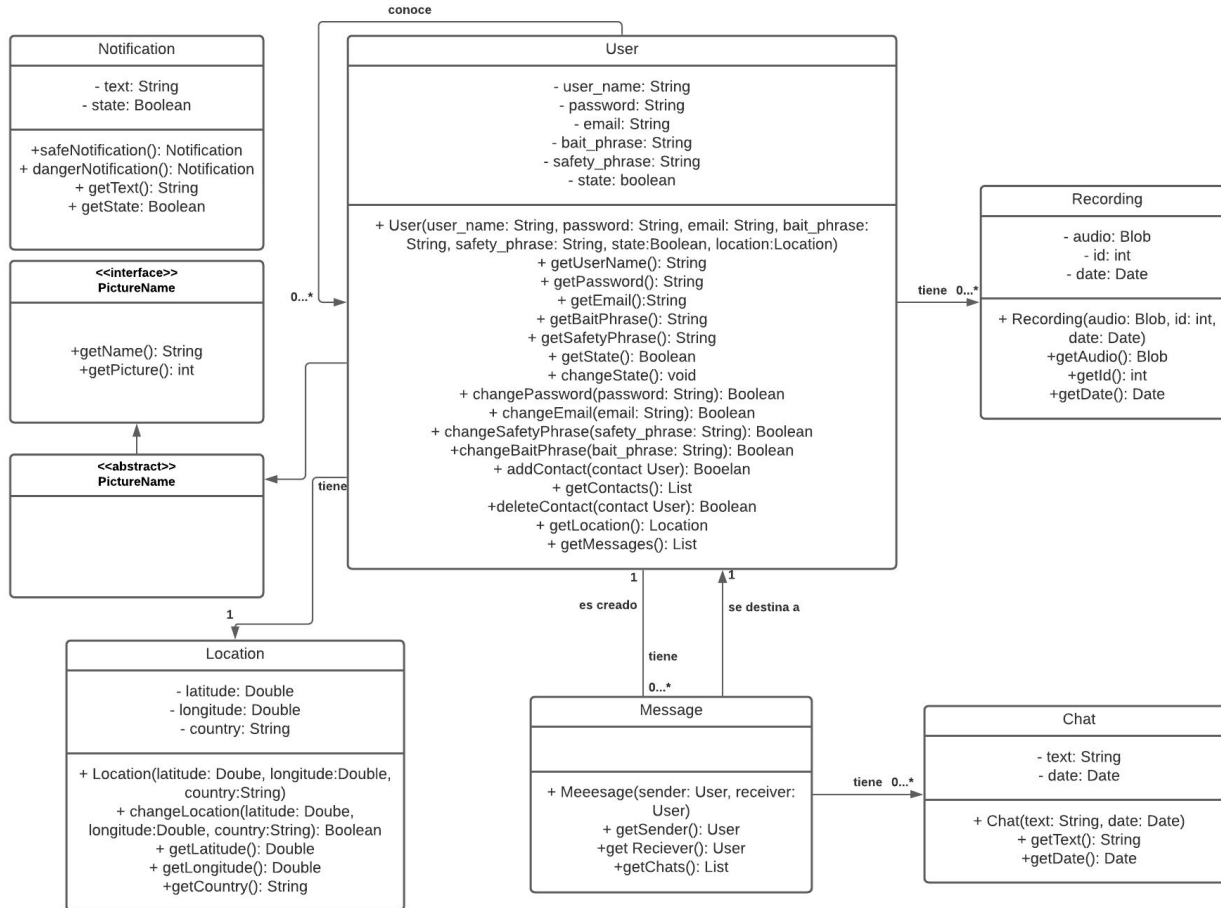 conoce
Notification
- text: String
- state: Boolean
+safeNotification(): Notification
+ dangerNotification(): Notification
+ getText(): String
+ getState: Boolean
<<interface>>
PictureName
+getName(): String
+getPicture(): int
<<abstract>>
PictureName
User
- user_name: String
- password: String
- email: String
- bait_phrase: String
- safety_phrase: String
- state: boolean
+ User(user_name: String, password: String, email: String, bait_phrase:
String, safety_phrase: String, state:Boolean, location:Location)
+ getUserName(): String
+ getPassword(): String
+ getEmail():String
+ getBaitPhrase(): String
+ getSafetyPhrase(): String
+ getState(): Boolean
+ changeState(): void
+ changePassword(password: String): Boolean
+ changeEmail(email: String): Boolean
+ changeSafetyPhrase(safety_phrase: String): Boolean
+changeBaitPhrase(bait_phrase: String): Boolean
+ addContact(contact User): Booelan
+ getContacts(): List
+deleteContact(contact User): Boolean
+ getLocation(): Location
+ getMessages(): List
0...*
tiene 0...*
Recording
- audio: Blob
- id: int
- date: Date
+ Recording(audio: Blob, id: int,
date: Date)
+getAudio(): Blob
+getId(): int
+getDate(): Date
tiene
1
Location
- latitude: Double
- longitude: Double
- country: String
+ Location(latitude: Doube, longitude:Double,
country:String)
+ changeLocation(latitude: Doube,
longitude:Double, country:String): Boolean
+ getLatitude(): Double
+ getLongitude(): Double
+getCountry(): String
1
es creado
tiene
0...*
1
se destina a
Message
+ Meeesage(sender: User, receiver:
User)
+ getSender(): User
+get Reciever(): User
+getChats(): List
tiene 0...*
Chat
- text: String
- date: Date
+ Chat(text: String, date: Date)
+ getText(): String
+getDate(): Date